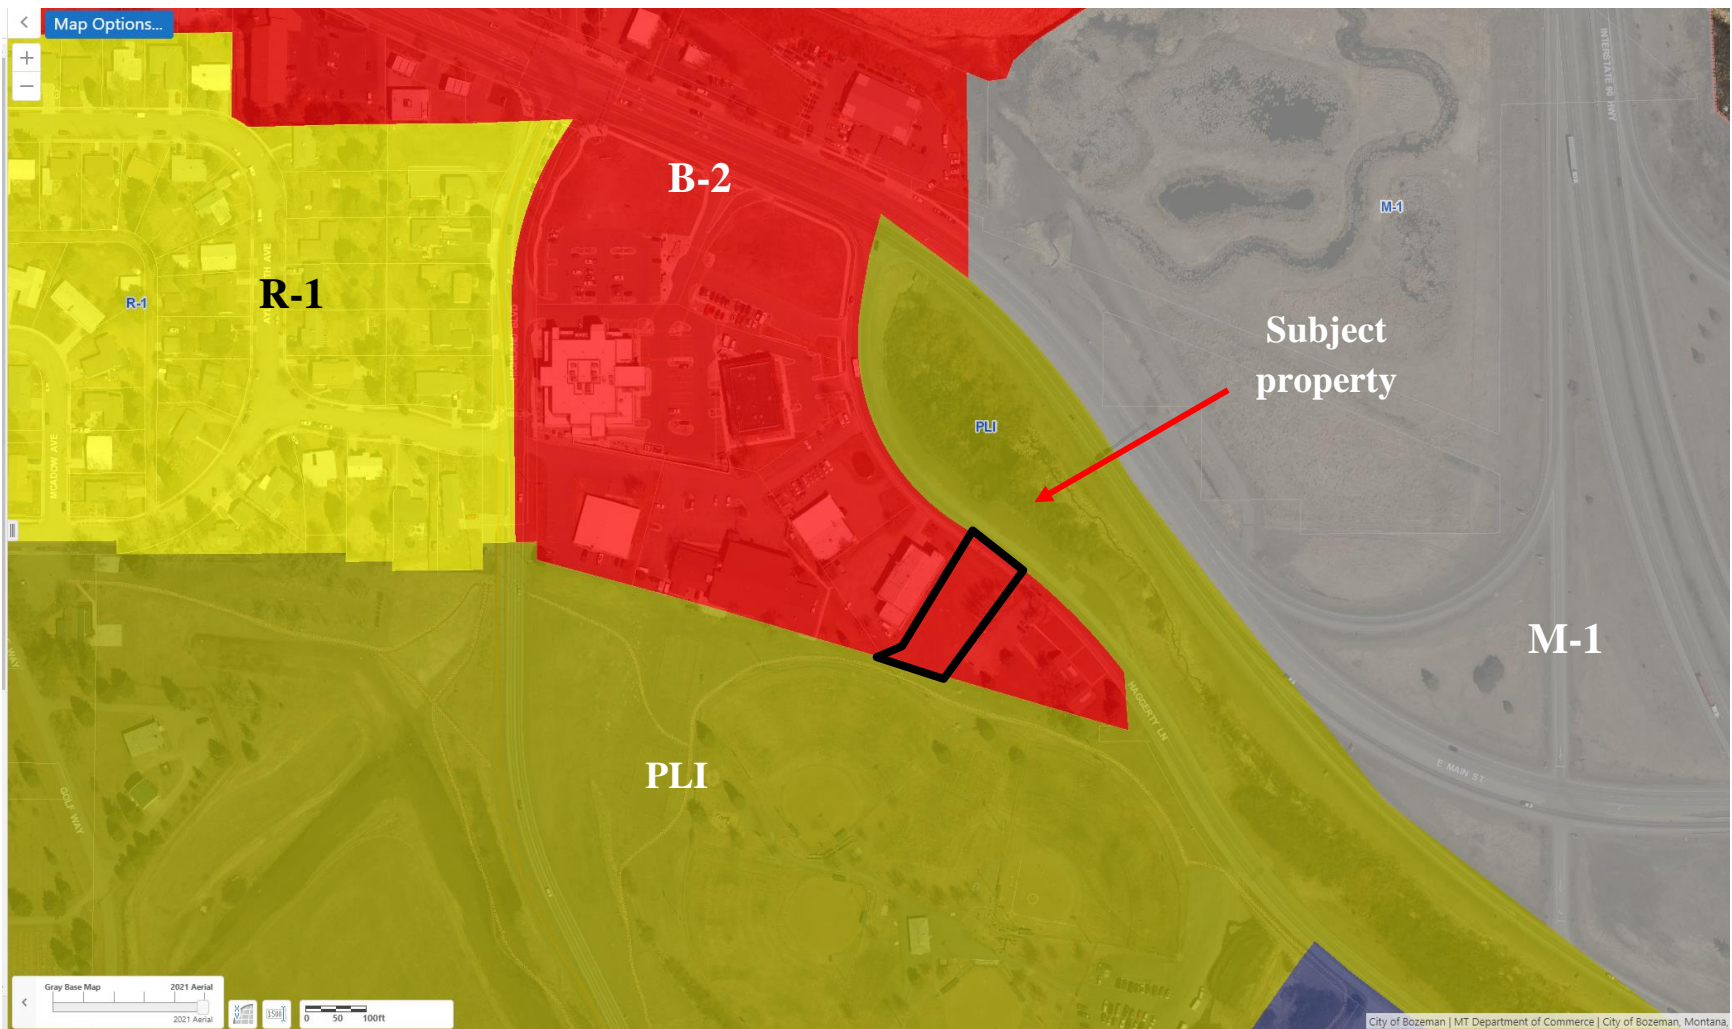 Map Options...
INTERSTATE 90 HWY
B-2
M-1
R-1
R-1
Subject
property
PLI
MCADOW AVE
M-1
HAGGERTY LN
WAY
PLI
E MAIN ST
GOLF WAY
Gray Base Map 2021 Aerial
2021 Aerial
0 50 100ft
City of Bozeman | MT Department of Commerce | City of Bozeman, Montana